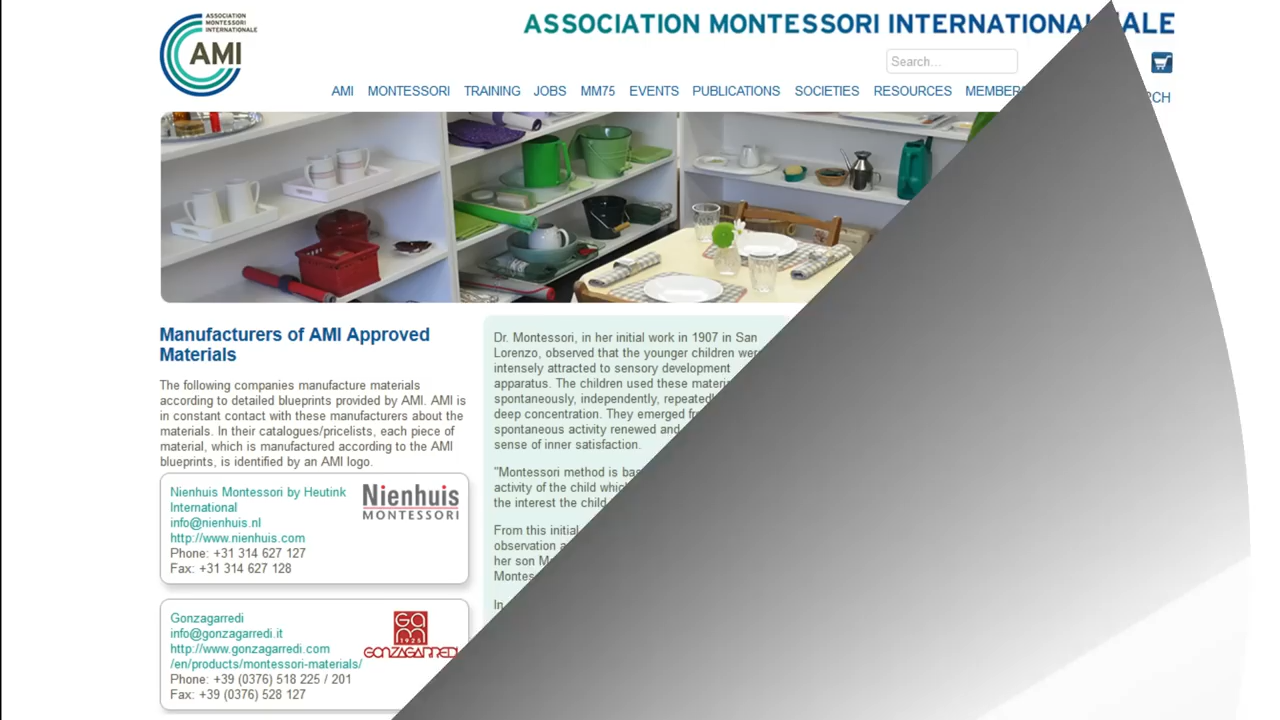 ASSOCIATION
MONTESSORI
INTERNATIONALE
AMI
ASSOCIATION MONTESSORI INTERNATIONALE
Search...
AMI MONTESSORI TRAINING JOBS MM75 EVENTS PUBLICATIONS SOCIETIES RESOURCES MEMBER
RCH
Manufacturers of AMI Approved
Materials
The following companies manufacture materials
according to detailed blueprints provided by AMI. AMI is
in constant contact with these manufacturers about the
materials. In their catalogues/pricelists, each piece of
material, which is manufactured according to the AMI
blueprints, is identified by an AMI logo.
Nienhuis Montessori by Heutink
International
info@nienhuis.nl
http://www.nienhuis.com
Phone: +31 314 627 127
Fax: +31 314 627 128
Nienhuis
MONTESSORI
Gonzagarredi
info@gonzagarredi.it
http://www.gonzagarredi.com
/en/products/montessori-materials/
Phone: +39 (0376) 518 225 / 201
Fax: +39 (0376) 528 127
Gam
1925
GONZAGARREDI
Dr. Montessori, in her initial work in 1907 in San
Lorenzo, observed that the younger children were
intensely attracted to sensory development
apparatus. The children used these
spontaneously, independently,
deep concentration. They emerged
spontaneous activity renewed and
sense of inner satisfaction.
"Montessori method is
activity of the child
the interest the child
From this initial
observation
her son
In